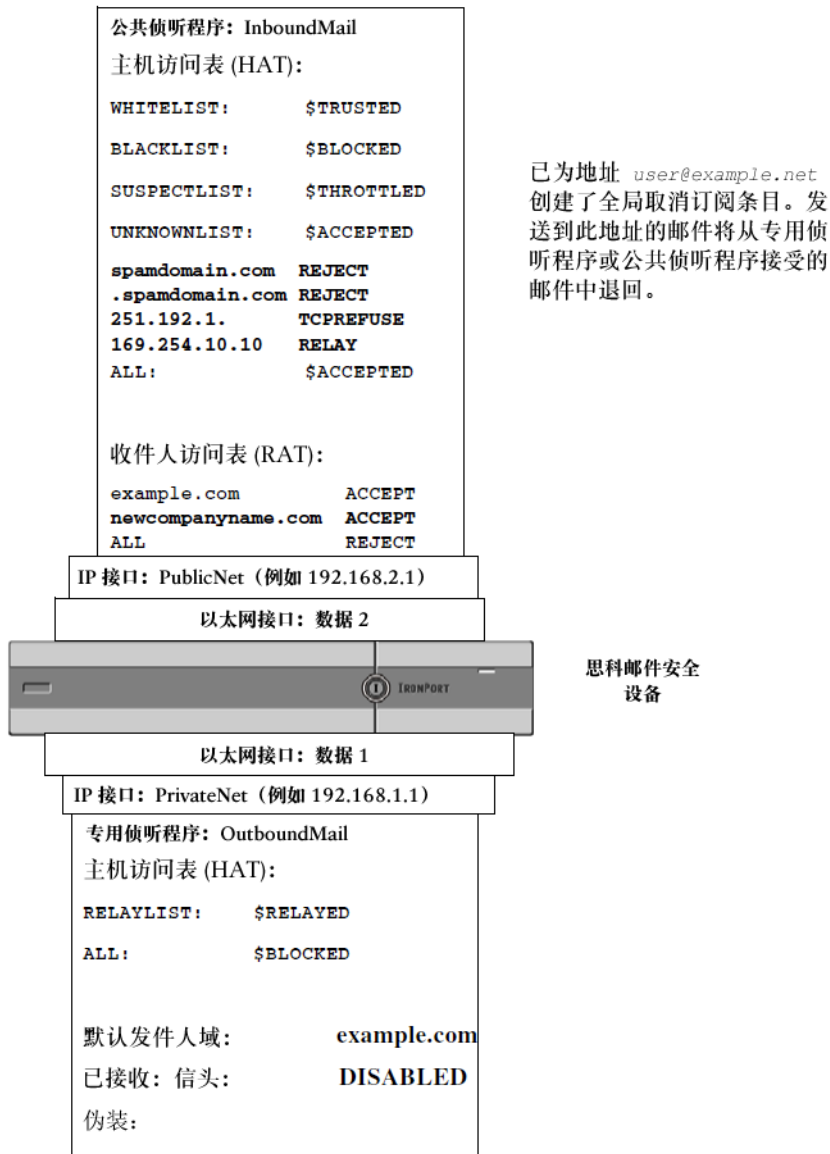 公共侦听程序：InboundMail
主机访问表 (HAT)：
WHITELIST: $TRUSTED
BLACKLIST: $BLOCKED
SUSPECTLIST: $THROTTLED
UNKNOWNLIST: $ACCEPTED
spamdomain.com REJECT
.spamdomain.com REJECT
251.192.1. TCPREFUSE
169.254.10.10 RELAY
ALL: $ACCEPTED
收件人访问表 (RAT)：
example.com ACCEPT
newcompanyname.com ACCEPT
ALL REJECT
IP 接口：PublicNet（例如 192.168.2.1）
以太网接口：数据 2
已为地址 user@example.net
创建了全局取消订阅条目。发
送到此地址的邮件将从专用侦
听程序或公共侦听程序接受的
邮件中退回。
IRONPORT
思科邮件安全
设备
以太网接口：数据 1
IP 接口：PrivateNet（例如 192.168.1.1）
专用侦听程序：OutboundMail
主机访问表 (HAT)：
RELAYLIST: $RELAYED
ALL: $BLOCKED
默认发件人域： example.com
已接收：信头： DISABLED
伪装：